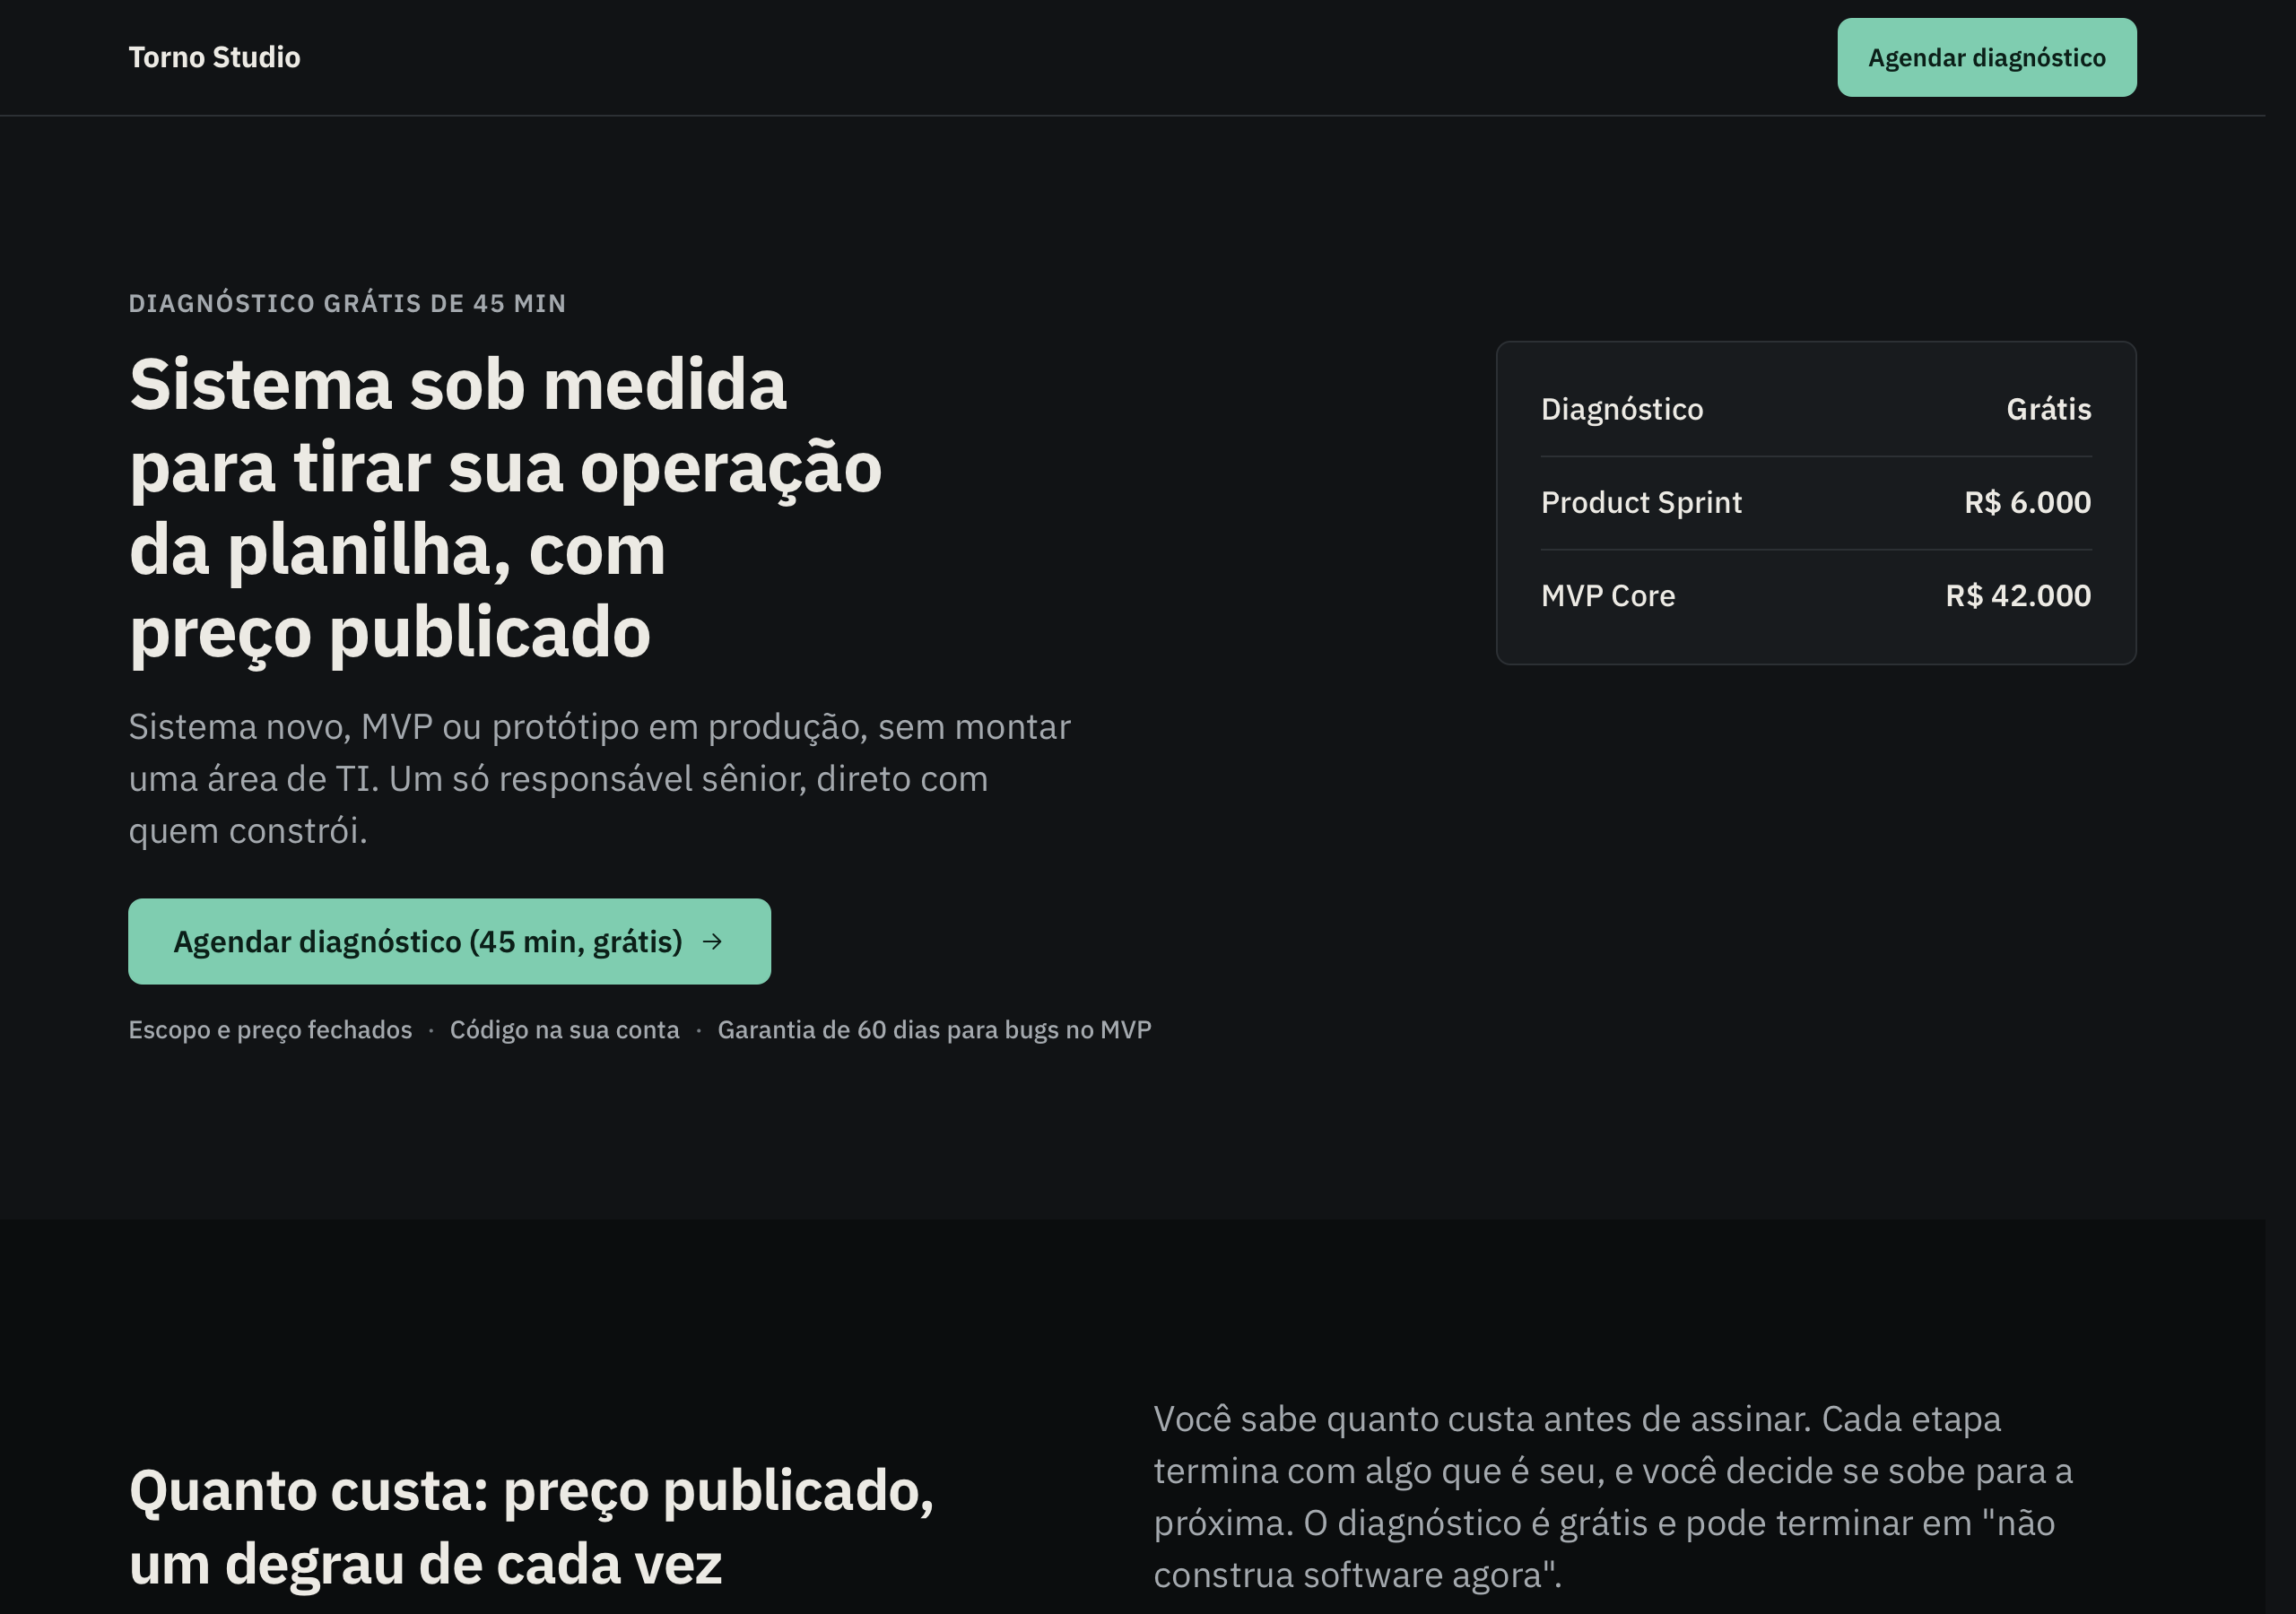 Torno Studio
Agendar diagnóstico
DIAGNÓSTICO GRÁTIS DE 45 MIN
Sistema sob medida
para tirar sua operação
da planilha, com
preço publicado
Sistema novo, MVP ou protótipo em produção, sem montar
uma área de TI. Um só responsável sênior, direto com
quem constrói.
Agendar diagnóstico (45 min, grátis) →
Escopo e preço fechados · Código na sua conta · Garantia de 60 dias para bugs no MVP
Diagnóstico Grátis
Product Sprint R$ 6.000
MVP Core R$ 42.000
Quanto custa: preço publicado,
um degrau de cada vez
Você sabe quanto custa antes de assinar. Cada etapa
termina com algo que é seu, e você decide se sobe para a
próxima. O diagnóstico é grátis e pode terminar em "não
construa software agora".